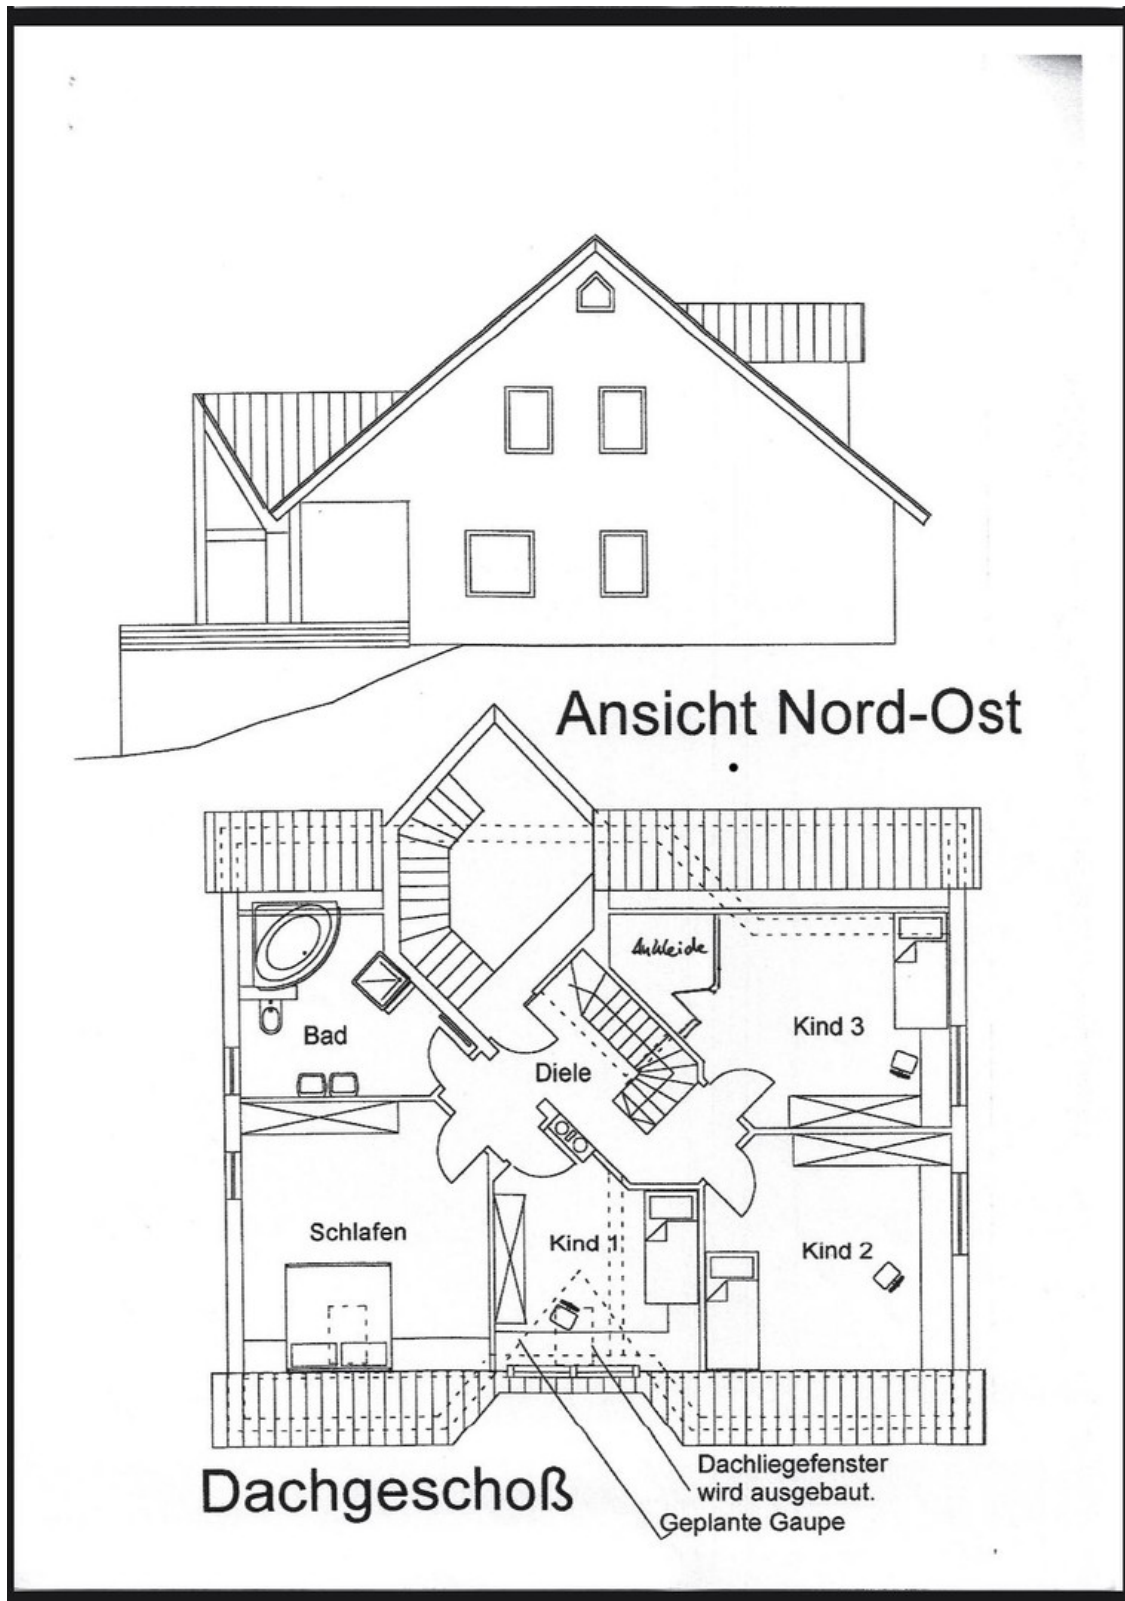 Ansicht Nord-Ost
Ankleide
Kind 3
Bad
Diele
Schlafen
Kind 1
Kind 2
Dachliegefenster
wird ausgebaut.
Geplante Gaupe
Dachgeschoß